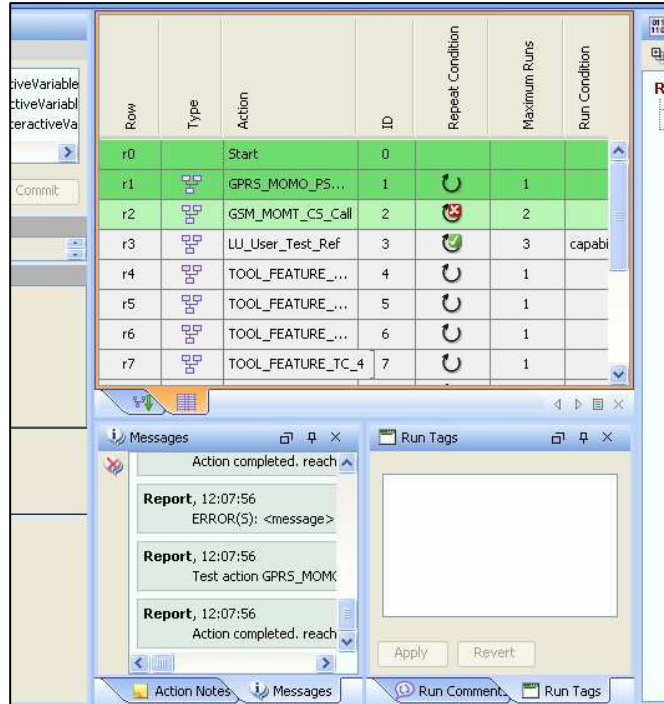 Row Type Action ID Repeat Condition Maximum Runs Run Condition
r0 Start 0
r1 GPRS_MOMO_PS... 1 1
r2 GSM_MOMT_CS_Call 2 2
r3 LU_User_Test_Ref 3 3 capabi
r4 TOOL_FEATURE_... 4 1
r5 TOOL_FEATURE_... 5 1
r6 TOOL_FEATURE_... 6 1
r7 TOOL_FEATURE_TC_4 7 1
tiveVariable
ctiveVariabl
teractiveVa
Commit
R
Messages
Action completed. reach
Report, 12:07:56
ERROR(S): <message>
Report, 12:07:56
Test action GPRS_MOMO
Report, 12:07:56
Action completed. reach
Action Notes Messages
Run Tags
Apply Revert
Run Comment. Run Tags